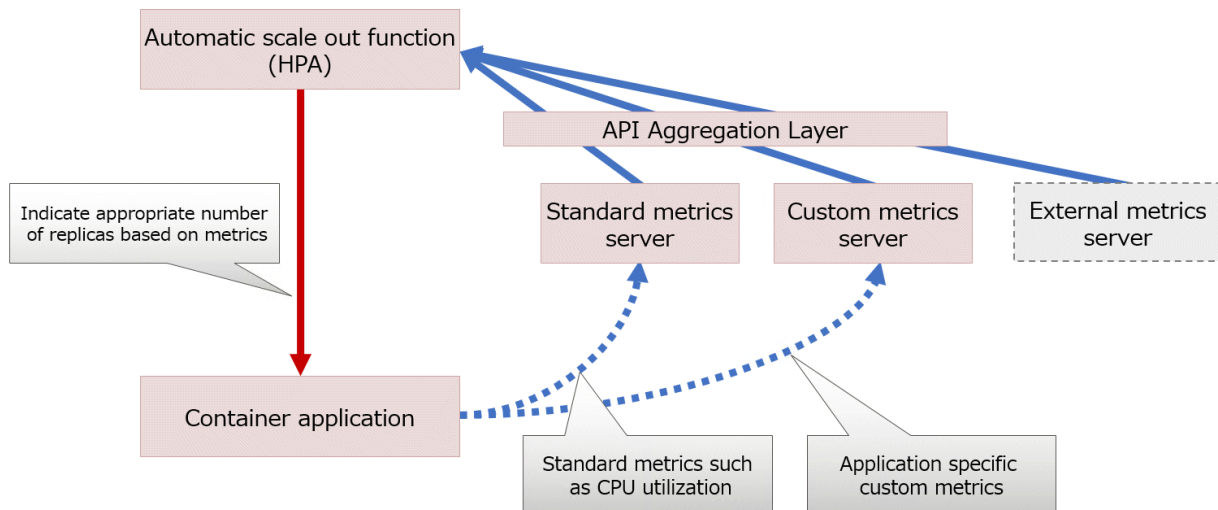 Automatic scale out function
(HPA)
API Aggregation Layer
Indicate appropriate number
of replicas based on metrics
Standard metrics
server
Custom metrics
server
External metrics
server
Container application
Standard metrics such
as CPU utilization
Application specific
custom metrics